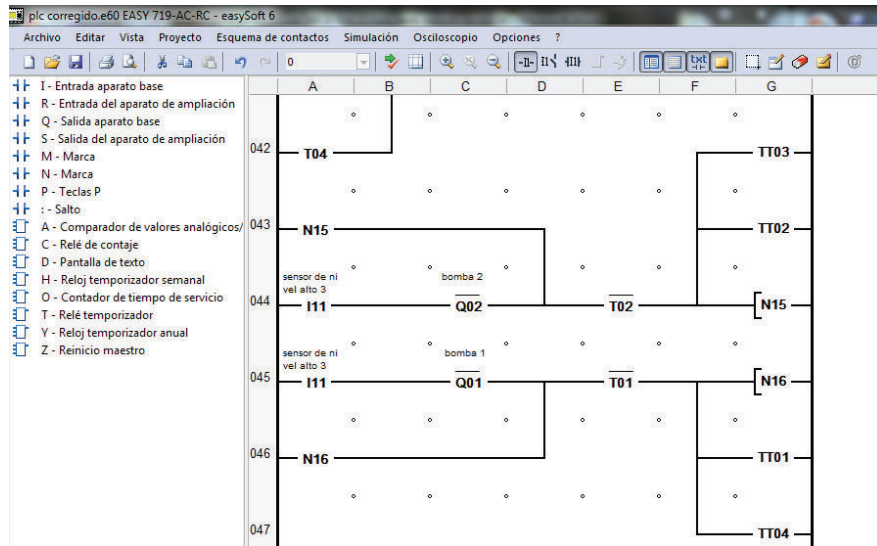 plc corregido.e60 EASY 719-AC-RC - easySoft 6
Archivo Editar Vista Proyecto Esquema de contactos Simulación Osciloscopio Opciones ?
0
txt
I - Entrada aparato base
R - Entrada del aparato de ampliación
Q - Salida aparato base
S - Salida del aparato de ampliación
M - Marca
N - Marca
P - Teclas P
: - Salto
A - Comparador de valores analógicos/
C - Relé de contaje
D - Pantalla de texto
H - Reloj temporizador semanal
O - Contador de tiempo de servicio
T - Relé temporizador
Y - Reloj temporizador anual
Z - Reinicio maestro
A B C D E F G
042 T04 TT03
043 N15 TT02
sensor de ni bomba 2
vel alto 3
044 I11 Q02 T02 N15
sensor de ni bomba 1
vel alto 3
045 I11 Q01 T01 N16
046 N16 TT01
047 TT04